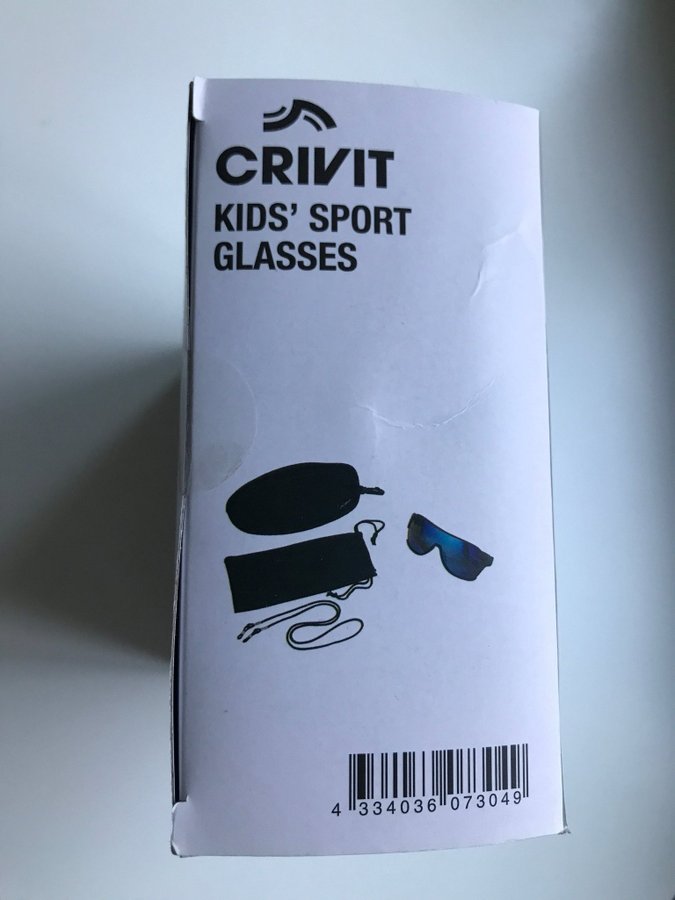 CRIVIT
KIDS' SPORT
GLASSES
4 334036 073049